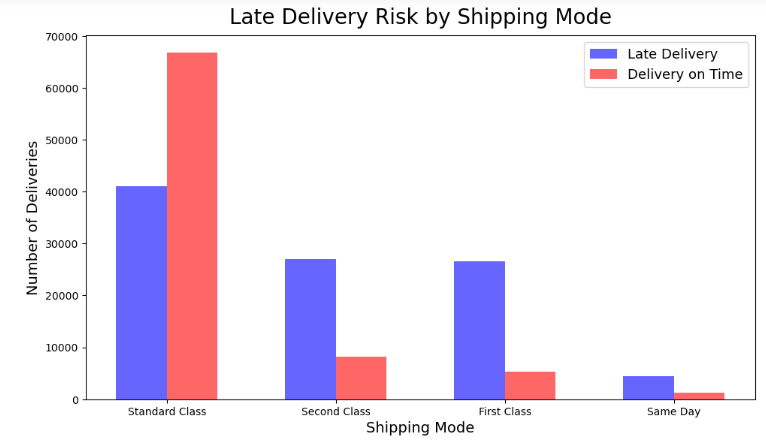 Late Delivery Risk by Shipping Mode
Late Delivery
Delivery on Time
Number of Deliveries
70000
60000
50000
40000
30000
20000
10000
0
Standard Class
Second Class
First Class
Same Day
Shipping Mode